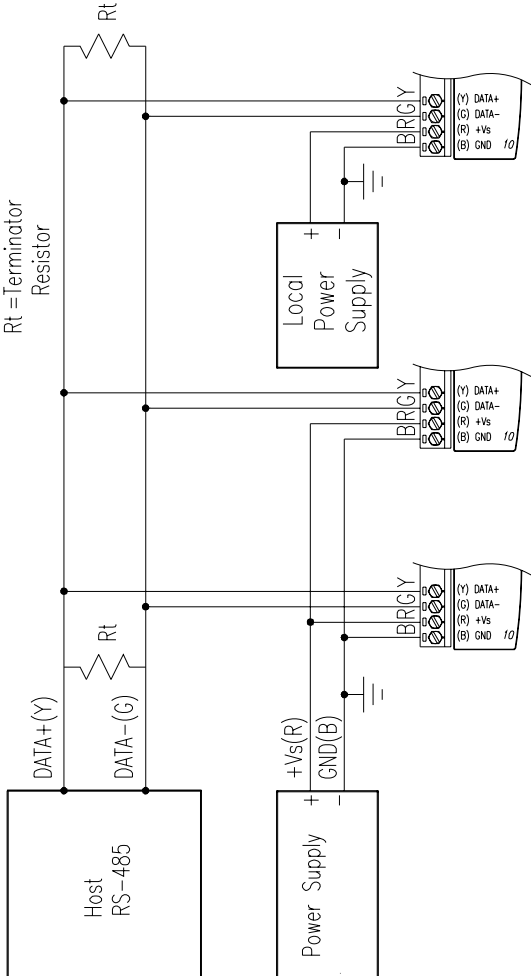 Rt
Rt =Terminator
Resistor
Y
G
R
B
(Y) DATA+
(G) DATA-
(R) +Vs
(B) GND 10
+
-
Local
Power
Supply
Y
G
R
B
(Y) DATA+
(G) DATA-
(R) +Vs
(B) GND 10
Y
G
R
B
(Y) DATA+
(G) DATA-
(R) +Vs
(B) GND 10
Rt
DATA+(Y)
DATA-(G)
+Vs(R)
GND(B)
Host
RS-485
+
-
Power Supply